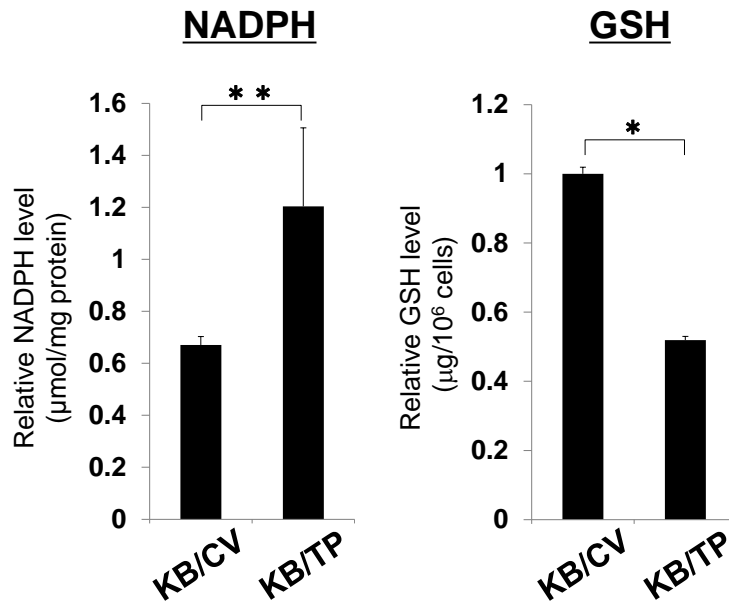 NADPH
Relative NADPH level
(μmol/mg protein)
1.6
1.4
1.2
1
0.8
0.6
0.4
0.2
0
* *
KB/CV
KB/TP
GSH
Relative GSH level
(μg/10⁶ cells)
1.2
1
0.8
0.6
0.4
0.2
0
*
KB/CV
KB/TP